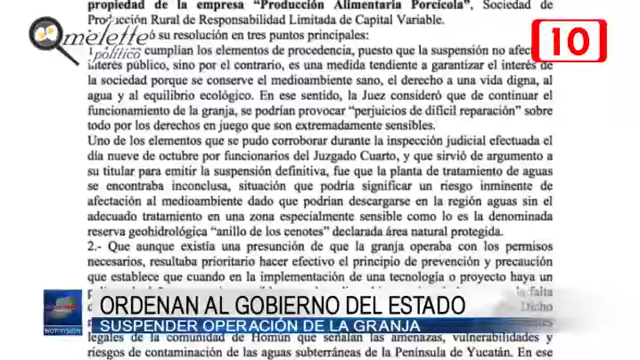 propiedad de la empresa "Producción Alimentaria Porcícola", Sociedad de
Producción Rural de Responsabilidad Limitada de Capital Variable.
ó su resolución en tres puntos principales:
melette
político
10
cumplían los elementos de procedencia, puesto que la suspensión no afec
interés público, sino por el contrario, es una medida tendiente a garantizar el interés de
la sociedad porque se conserve el medioambiente sano, el derecho a una vida digna, al
agua y al equilibrio ecológico. En ese sentido, la Juez consideró que de continuar el
funcionamiento de la granja, se podrían provocar "perjuicios de difícil reparación" sobre
todo por los derechos en juego que son extremadamente sensibles.
Uno de los elementos que se pudo corroborar durante la inspección judicial efectuada el
día nueve de octubre por funcionarios del Juzgado Cuarto, y que sirvió de argumento a
su titular para emitir la suspensión definitiva, fue que la planta de tratamiento de aguas
se encontraba inconclusa, situación que podría significar un riesgo inminente de
afectación al medioambiente dado que podrían descargarse en la región aguas sin el
adecuado tratamiento en una zona especialmente sensible como lo es la denominada
reserva geohidrológica "anillo de los cenotes" declarada área natural protegida.
2.- Que aunque existía una presunción de que la granja operaba con los permisos
necesarios, resultaba prioritario hacer efectivo el principio de prevención y precaución
que establece que cuando en la implementación de una tecnología o proyecto haya un
la falta
ORDENAN AL GOBIERNO DEL ESTADO
Dicho
NOTIVISIÓN
SUSPENDER OPERACIÓN DE LA GRANJA
legales de la comunidad de Homún que señalan las amenazas, vulnerabilidades y
riesgos de contaminación de las aguas subterráneas de la Península de Yucatán. En c